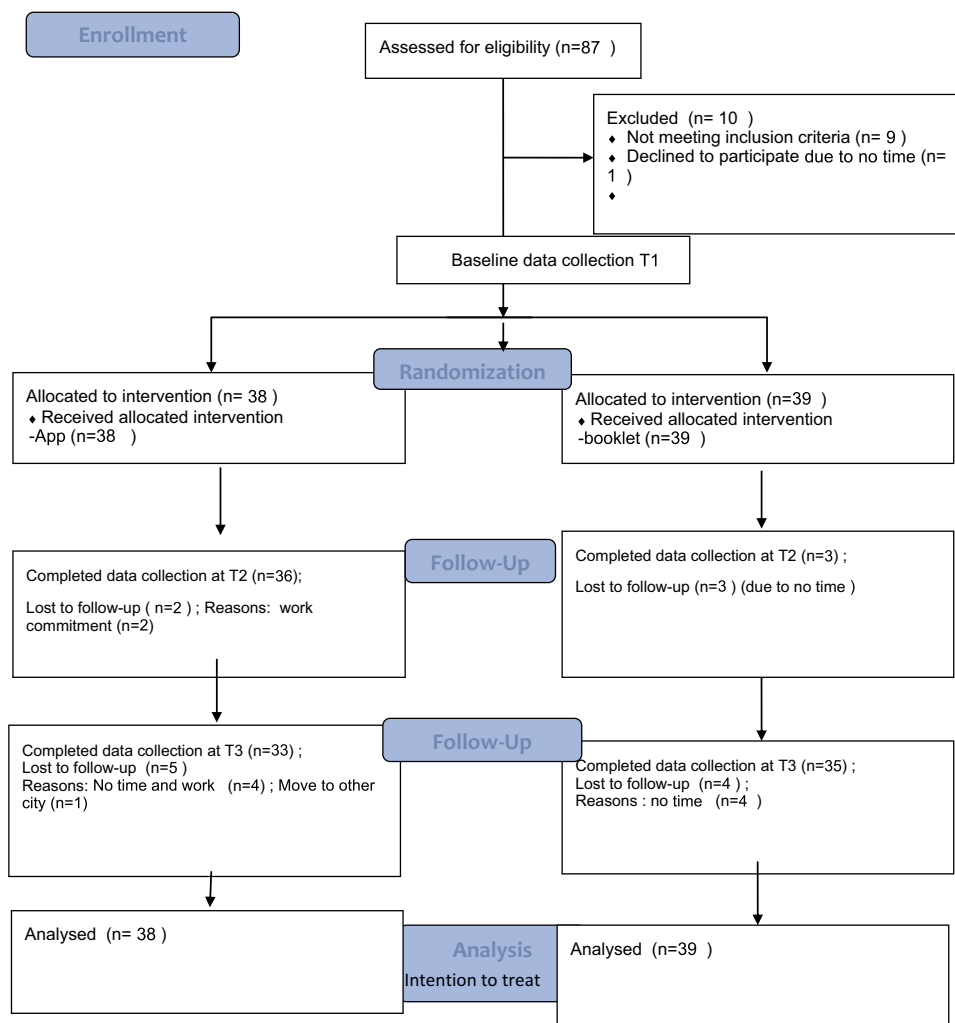 Enrollment
Assessed for eligibility (n=87  )
Excluded  (n= 10  )
♦  Not meeting inclusion criteria (n= 9 )
♦  Declined to participate due to no time (n=
1  )
♦
Baseline data collection T1
Randomization
Allocated to intervention (n= 38 )
♦ Received allocated intervention
-App (n=38   )
Allocated to intervention (n=39  )
♦ Received allocated intervention
-booklet (n=39  )
Follow-Up
Completed data collection at T2 (n=36);
Lost to follow-up ( n=2 ) ; Reasons:  work
commitment (n=2)
Completed data collection at T2 (n=3) ;
Lost to follow-up (n=3 ) (due to no time )
Follow-Up
Completed data collection at T3 (n=33) ;
Lost to follow-up  (n=5 )
Reasons: No time and work  (n=4) ; Move to other
city (n=1)
Completed data collection at T3 (n=35) ;
Lost to follow-up  (n=4 ) ;
Reasons : no time  (n=4  )
Analysis
Intention to treat
Analysed  (n= 38 )
Analysed  (n=39  )